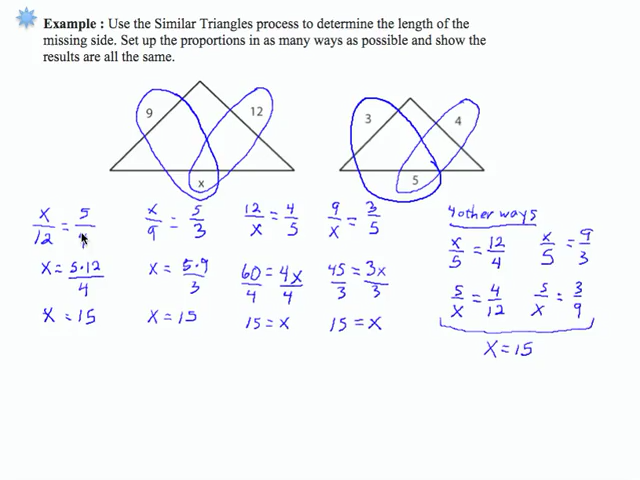 Example : Use the Similar Triangles process to determine the length of the
missing side. Set up the proportions in as many ways as possible and show the
results are all the same.
9 12 x
3 4 5
x/12 = 5/
x = 5·12/4
x = 15
x/9 = 5/3
x = 5·9/3
x = 15
12/x = 4/5
60/4 = 4x/4
15 = x
9/x = 3/5
45/3 = 3x/3
15 = x
4 other ways
x/5 = 12/4 x/5 = 9/3
5/x = 4/12 5/x = 3/9
x = 15